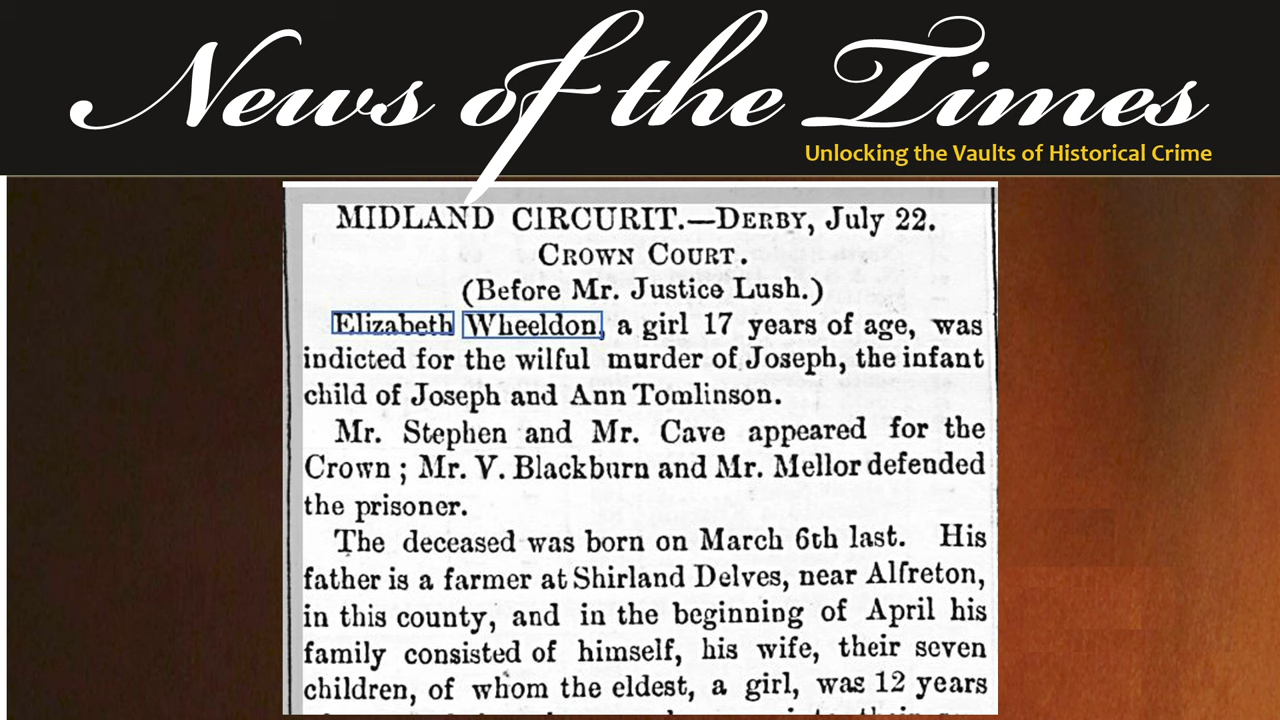 News of the Times
Unlocking the Vaults of Historical Crime
MIDLAND CIRCURIT.—DERBY, July 22.
CROWN COURT.
(Before Mr. Justice Lush.)
Elizabeth Wheeldon, a girl 17 years of age, was
indicted for the wilful murder of Joseph, the infant
child of Joseph and Ann Tomlinson.
Mr. Stephen and Mr. Cave appeared for the
Crown ; Mr. V. Blackburn and Mr. Mellor defended
the prisoner.
The deceased was born on March 6th last. His
father is a farmer at Shirland Delves, near Alfreton,
in this county, and in the beginning of April his
family consisted of himself, his wife, their seven
children, of whom the eldest, a girl, was 12 years